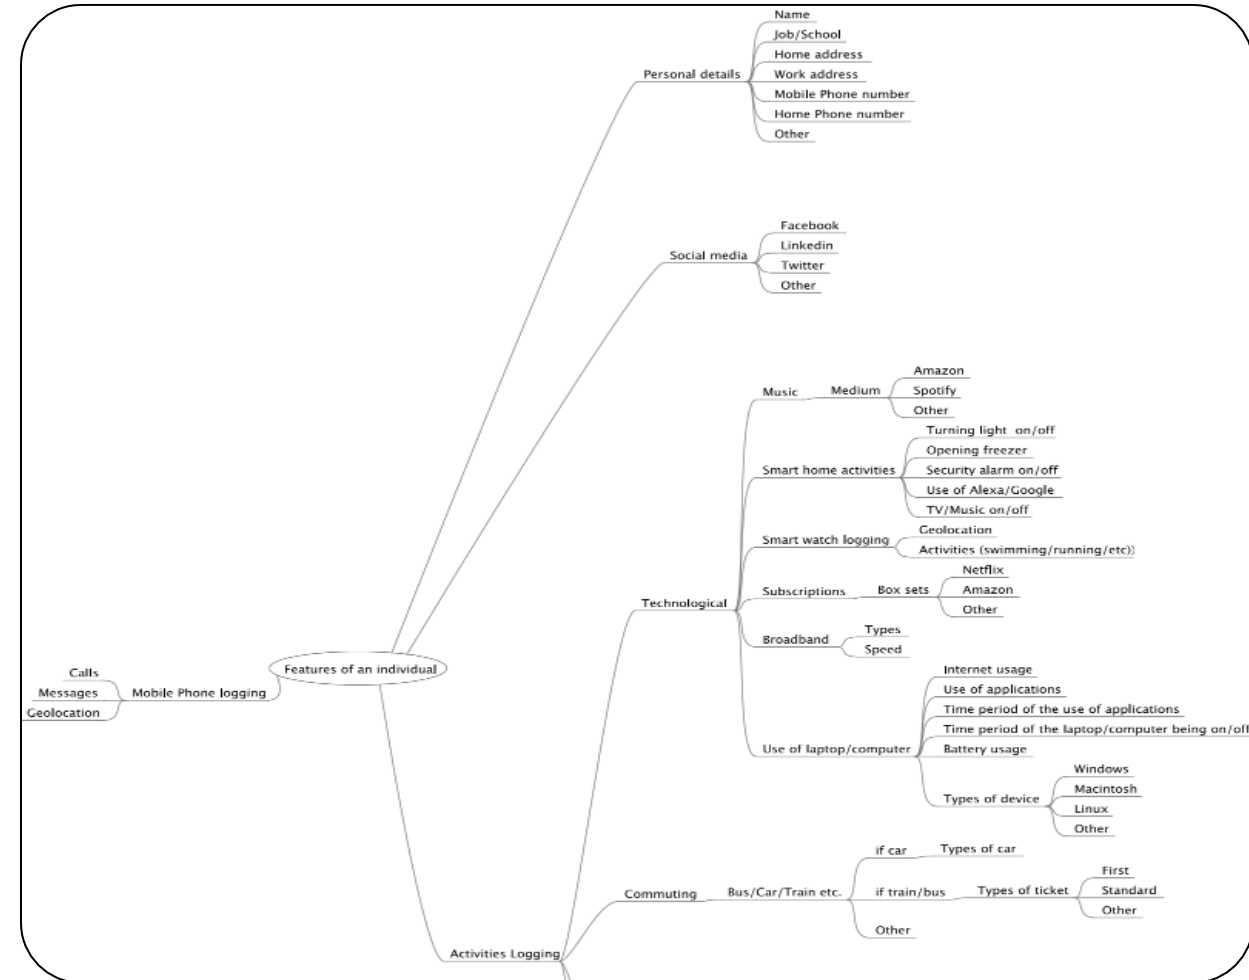 Name
Job/School
Home address
Personal details
Work address
Mobile Phone number
Home Phone number
Other
Facebook
Social media
Linkedin
Twitter
Other
Music
Medium
Amazon
Spotify
Other
Smart home activities
Turning light on/off
Opening freezer
Security alarm on/off
Use of Alexa/Google
TV/Music on/off
Smart watch logging
Geolocation
Activities (swimming/running/etc))
Technological
Subscriptions
Box sets
Netflix
Amazon
Other
Broadband
Types
Speed
Features of an individual
Mobile Phone logging
Calls
Messages
Geolocation
Use of laptop/computer
Internet usage
Use of applications
Time period of the use of applications
Time period of the laptop/computer being on/off
Battery usage
Types of device
Windows
Macintosh
Linux
Other
Commuting
Bus/Car/Train etc.
if car
Types of car
if train/bus
Types of ticket
First
Standard
Other
Other
Activities Logging